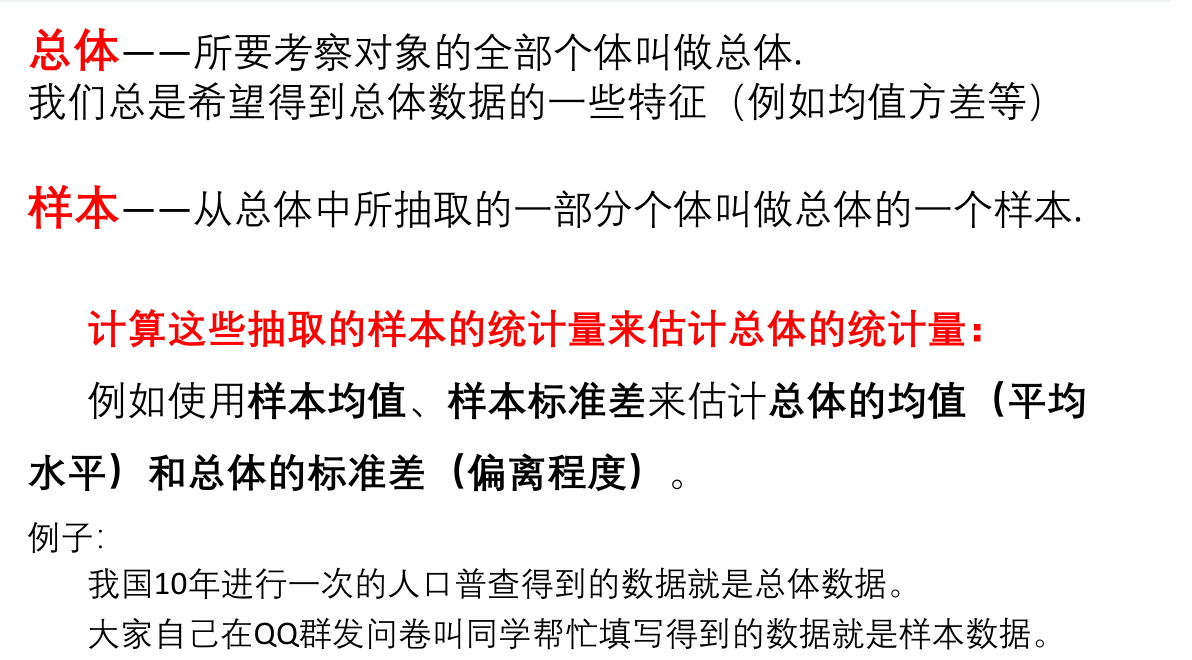 总体——所要考察对象的全部个体叫做总体.
我们总是希望得到总体数据的一些特征（例如均值方差等）
样本——从总体中所抽取的一部分个体叫做总体的一个样本.
计算这些抽取的样本的统计量来估计总体的统计量：
例如使用样本均值、样本标准差来估计总体的均值（平均
水平）和总体的标准差（偏离程度）。
例子：
我国10年进行一次的人口普查得到的数据就是总体数据。
大家自己在QQ群发问卷叫同学帮忙填写得到的数据就是样本数据。